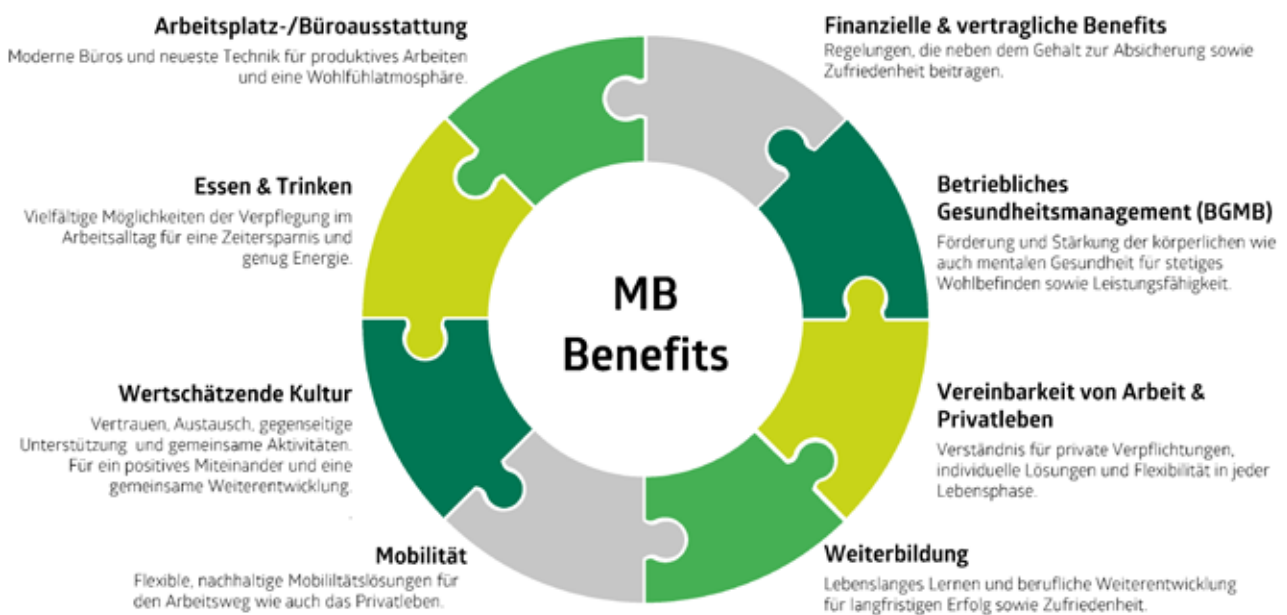 Arbeitsplatz-/Büroausstattung
Moderne Büros und neueste Technik für produktives Arbeiten
und eine Wohlfühlatmosphäre.
Finanzielle & vertragliche Benefits
Regelungen, die neben dem Gehalt zur Absicherung sowie
Zufriedenheit beitragen.
Essen & Trinken
Vielfältige Möglichkeiten der Verpflegung im
Arbeitsalltag für eine Zeitersparnis und
genug Energie.
Betriebliches
Gesundheitsmanagement (BGMB)
Förderung und Stärkung der körperlichen wie
auch mentalen Gesundheit für stetiges
Wohlbefinden sowie Leistungsfähigkeit.
MB
Benefits
Wertschätzende Kultur
Vertrauen, Austausch, gegenseitige
Unterstützung und gemeinsame Aktivitäten.
Für ein positives Miteinander und eine
gemeinsame Weiterentwicklung.
.
Vereinbarkeit von Arbeit &
Privatleben
Verständnis für private Verpflichtungen,
individuelle Lösungen und Flexibilität in jeder
Lebensphase.
Mobilität
Flexible, nachhaltige Mobililtätslösungen für
den Arbeitsweg wie auch das Privatleben.
Weiterbildung
Lebenslanges Lernen und berufliche Weiterentwicklung
für langfristigen Erfolg sowie Zufriedenheit.